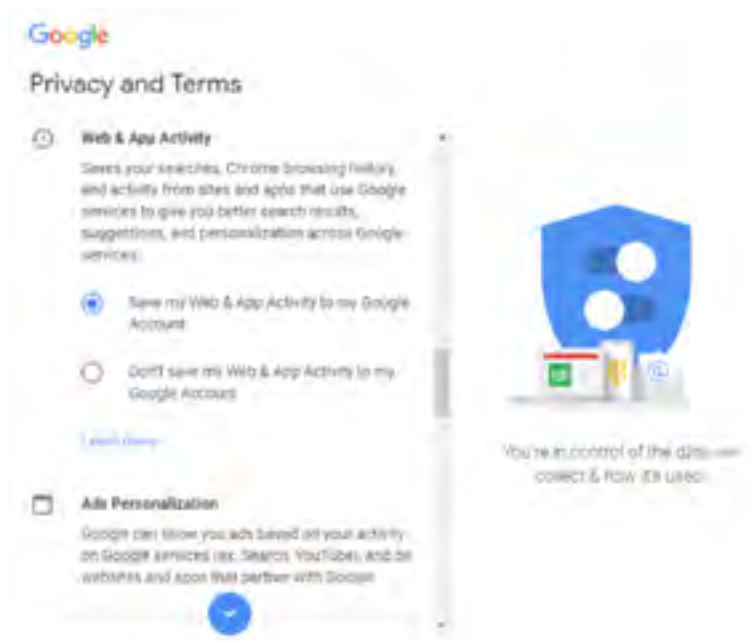 Google
Privacy and Terms
Web & App Activity
Saves your searches, Chrome browsing history,
and activity from sites and apps that use Google
services to give you better search results,
suggestions, and personalization across Google
services.
Save my Web & App Activity to my Google
Account
Don't save my Web & App Activity to my
Google Account
Learn more
Ads Personalization
Google can show you ads based on your activity
on Google services (ex: Search, YouTube), and on
websites and apps that partner with Google
You're in control of the data we
collect & how it's used